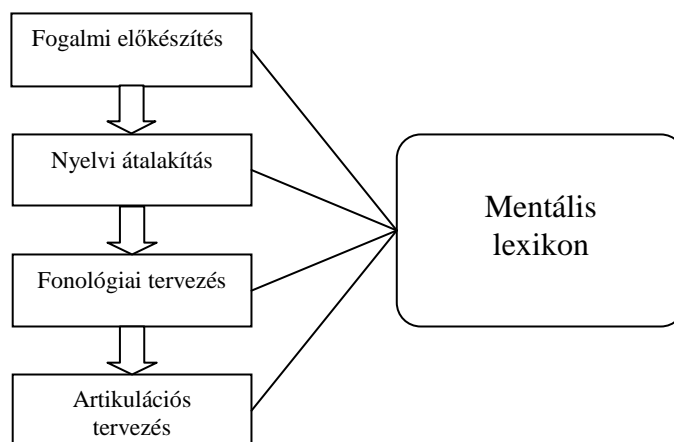 Fogalmi előkészítés
Nyelvi átalakítás
Fonológiai tervezés
Artikulációs
tervezés
Mentális
lexikon